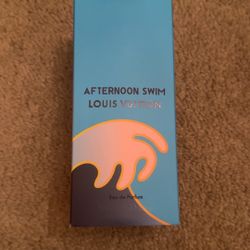 AFTERNOON SWIM
LOUIS VUITTON
Eau de Parfum